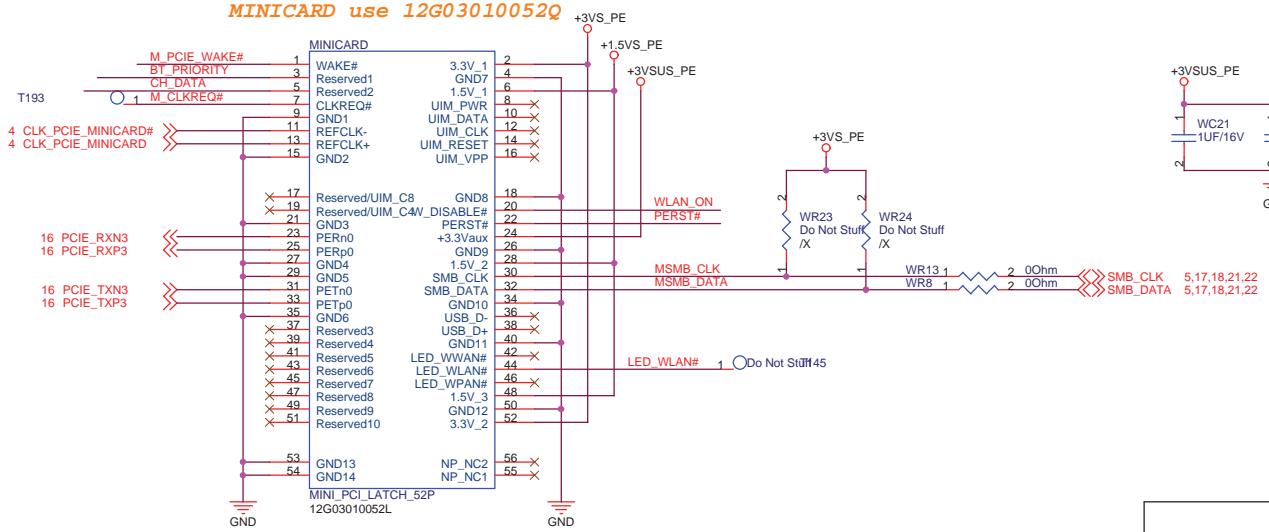 MINICARD use 12G03010052Q
+3VS_PE
+1.5VS_PE
+3VSUS_PE
MINICARD
M_PCIE_WAKE# 1 WAKE# 3.3V_1 2
BT_PRIORITY 3 Reserved1 GND7 4
CH_DATA 5 Reserved2 1.5V_1 6
T193 1 M_CLKREQ# 7 CLKREQ# UIM_PWR 8
9 GND1 UIM_DATA 10
4 CLK_PCIE_MINICARD# 11 REFCLK- UIM_CLK 12
4 CLK_PCIE_MINICARD 13 REFCLK+ UIM_RESET 14
15 GND2 UIM_VPP 16
17 Reserved/UIM_C8 GND8 18
19 Reserved/UIM_C4 W_DISABLE# 20 WLAN_ON
21 GND3 PERST# 22 PERST#
16 PCIE_RXN3 23 PERn0 +3.3Vaux 24
16 PCIE_RXP3 25 PERp0 GND9 26
27 GND4 1.5V_2 28
29 GND5 SMB_CLK 30 MSMB_CLK
16 PCIE_TXN3 31 PETn0 SMB_DATA 32 MSMB_DATA
16 PCIE_TXP3 33 PETp0 GND10 34
35 GND6 USB_D- 36
37 Reserved3 USB_D+ 38
39 Reserved4 GND11 40
41 Reserved5 LED_WWAN# 42
43 Reserved6 LED_WLAN# 44 LED_WLAN# 1 Do Not Stuff T145
45 Reserved7 LED_WPAN# 46
47 Reserved8 1.5V_3 48
49 Reserved9 GND12 50
51 Reserved10 3.3V_2 52
53 GND13 NP_NC2 56
54 GND14 NP_NC1 55
MINI_PCI_LATCH_52P
12G03010052L
GND
GND
+3VS_PE
2
WR23
Do Not Stuff
/X
1
2
WR24
Do Not Stuff
/X
1
WR13 1 2 0Ohm SMB_CLK 5,17,18,21,22
WR8 1 2 0Ohm SMB_DATA 5,17,18,21,22
+3VSUS_PE
1
WC21
1UF/16V
2